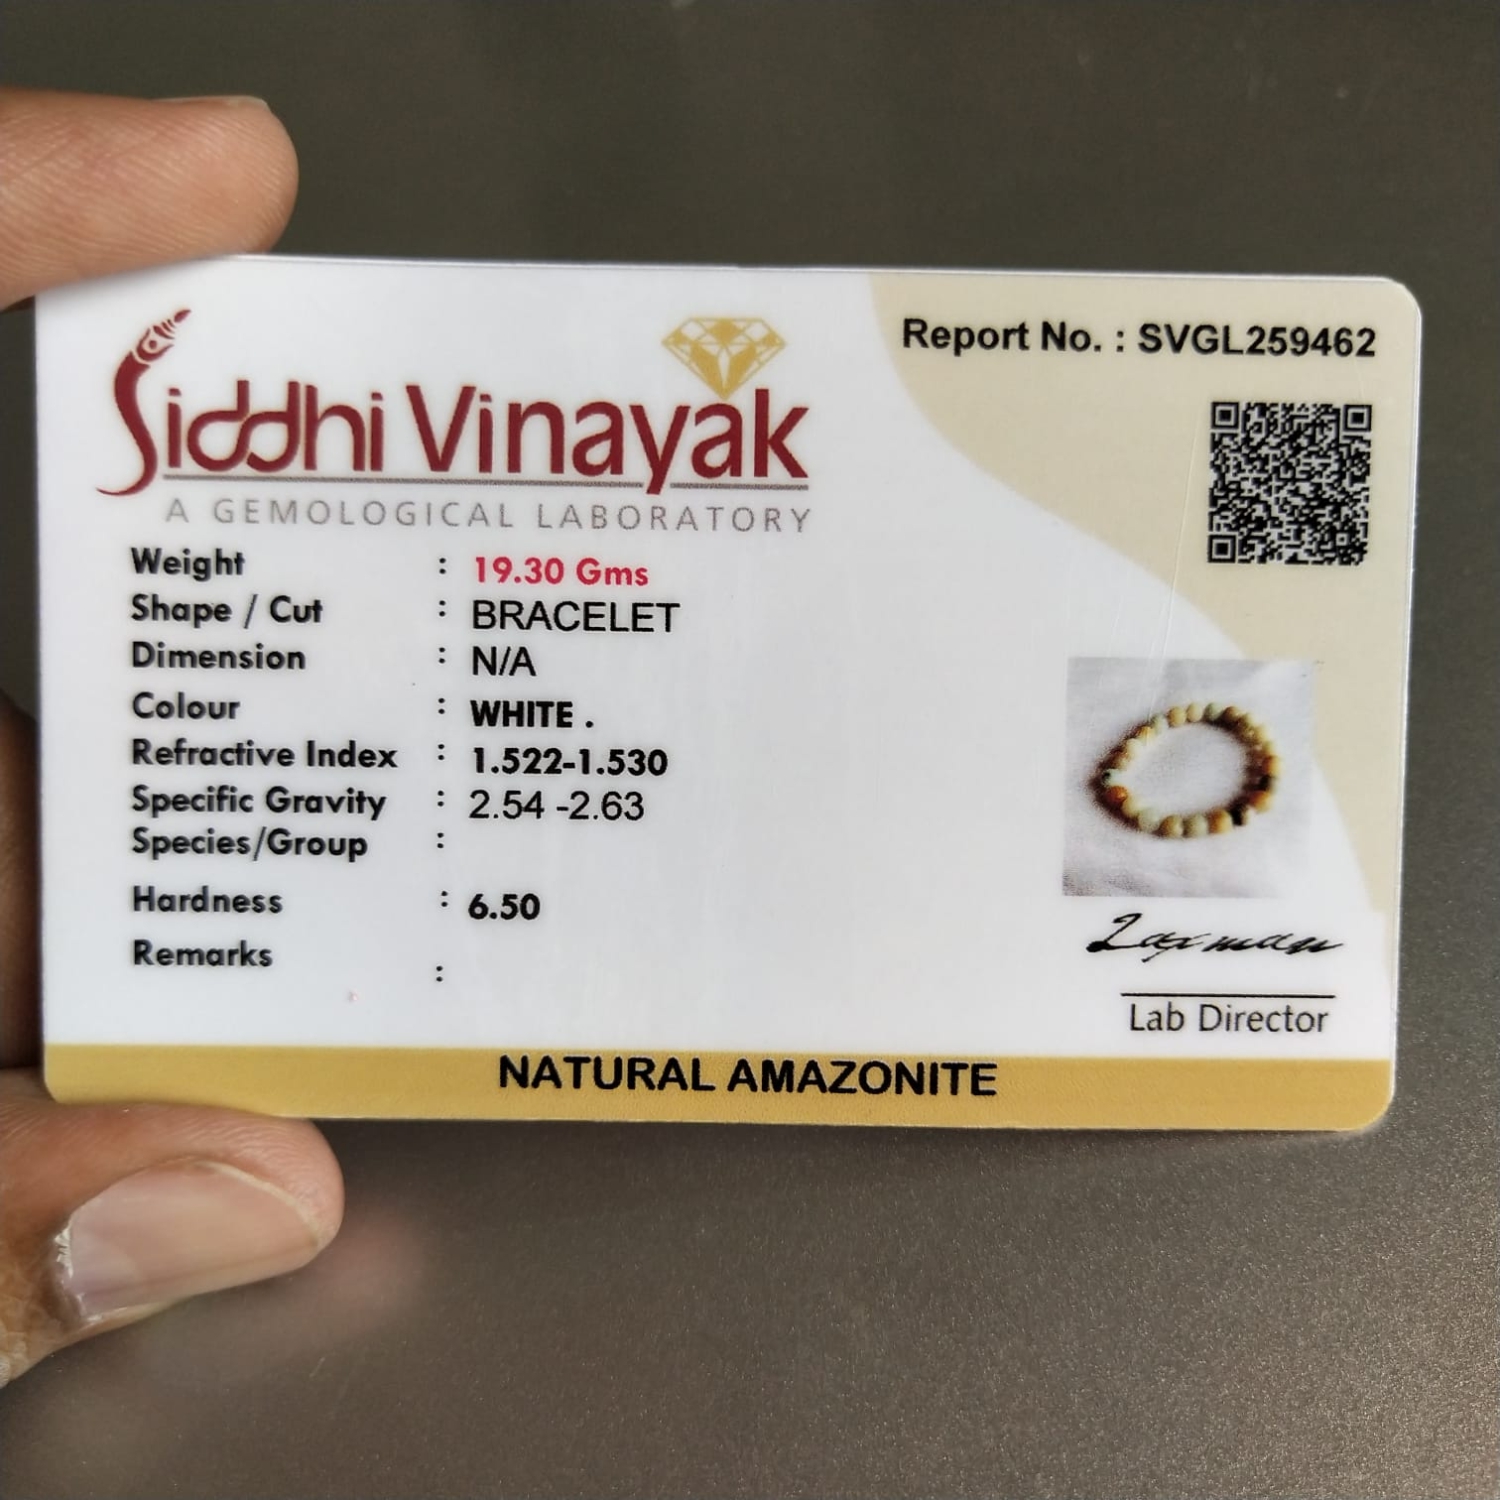 Siddhi Vinayak
A GEMOLOGICAL LABORATORY
Report No. : SVGL259462
Weight : 19.30 Gms
Shape / Cut : BRACELET
Dimension : N/A
Colour : WHITE .
Refractive Index : 1.522-1.530
Specific Gravity : 2.54 -2.63
Species/Group :
Hardness : 6.50
Remarks :
Laxman
Lab Director
NATURAL AMAZONITE